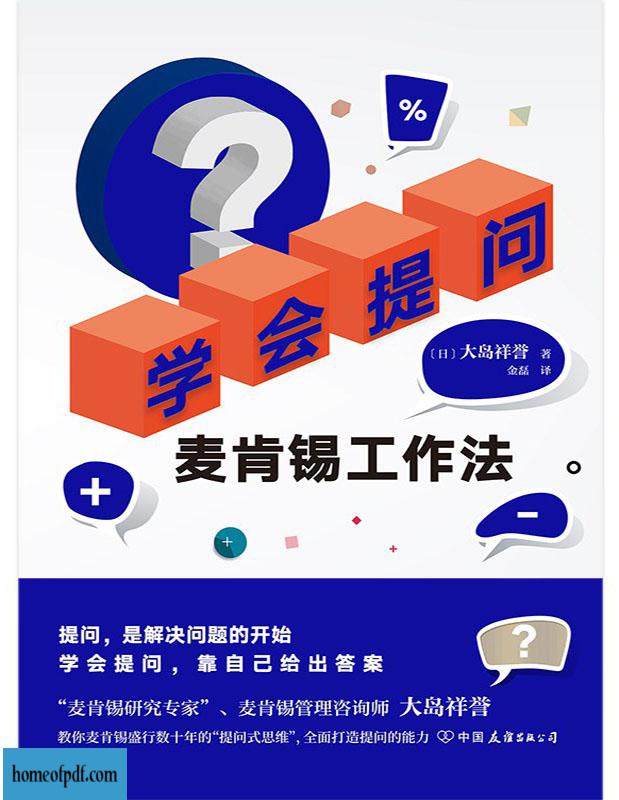 ?
%
学会提问
〔日〕大岛祥誉 著
金磊 译
麦肯锡工作法。
+
-
+
+
提问，是解决问题的开始
学会提问，靠自己给出答案
?
“麦肯锡研究专家”、麦肯锡管理咨询师 大岛祥誉
教你麦肯锡盛行数十年的“提问式思维”，全面打造提问的能力 中国友谊出版公司
homeofpdf.com